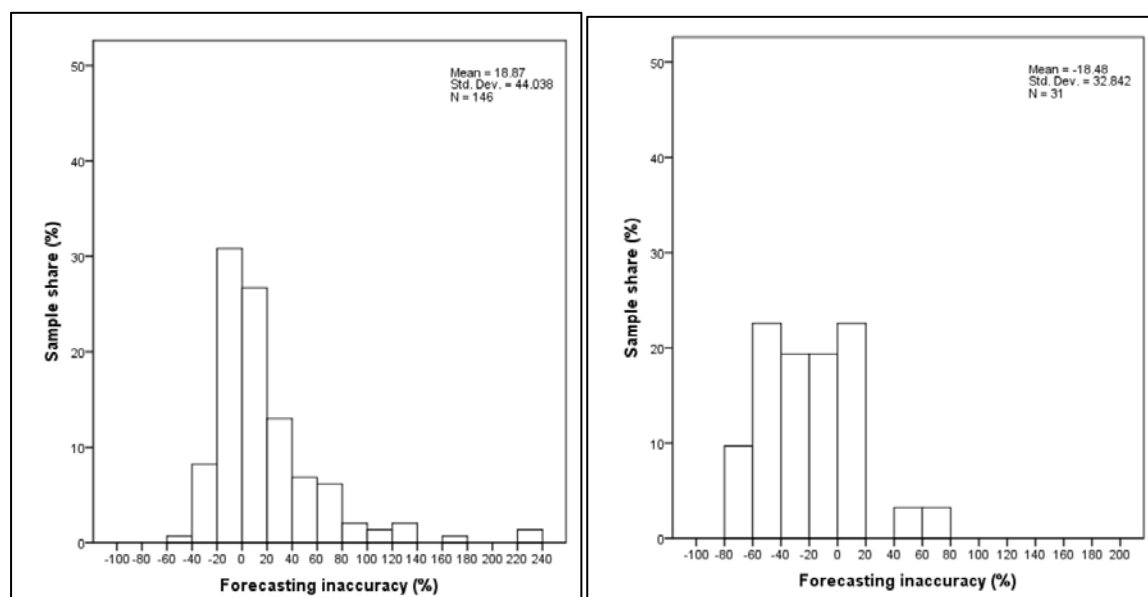 Mean = 18.87
Std. Dev. = 44.038
N = 146
50
40
30
20
10
0
Sample share (%)
-100 -80 -60 -40 -20 0 20 40 60 80 100 120 140 160 180 200 220 240
Forecasting inaccuracy (%)
Mean = -18.48
Std. Dev. = 32.842
N = 31
50
40
30
20
10
0
Sample share (%)
-100 -80 -60 -40 -20 0 20 40 60 80 100 120 140 160 180 200
Forecasting inaccuracy (%)